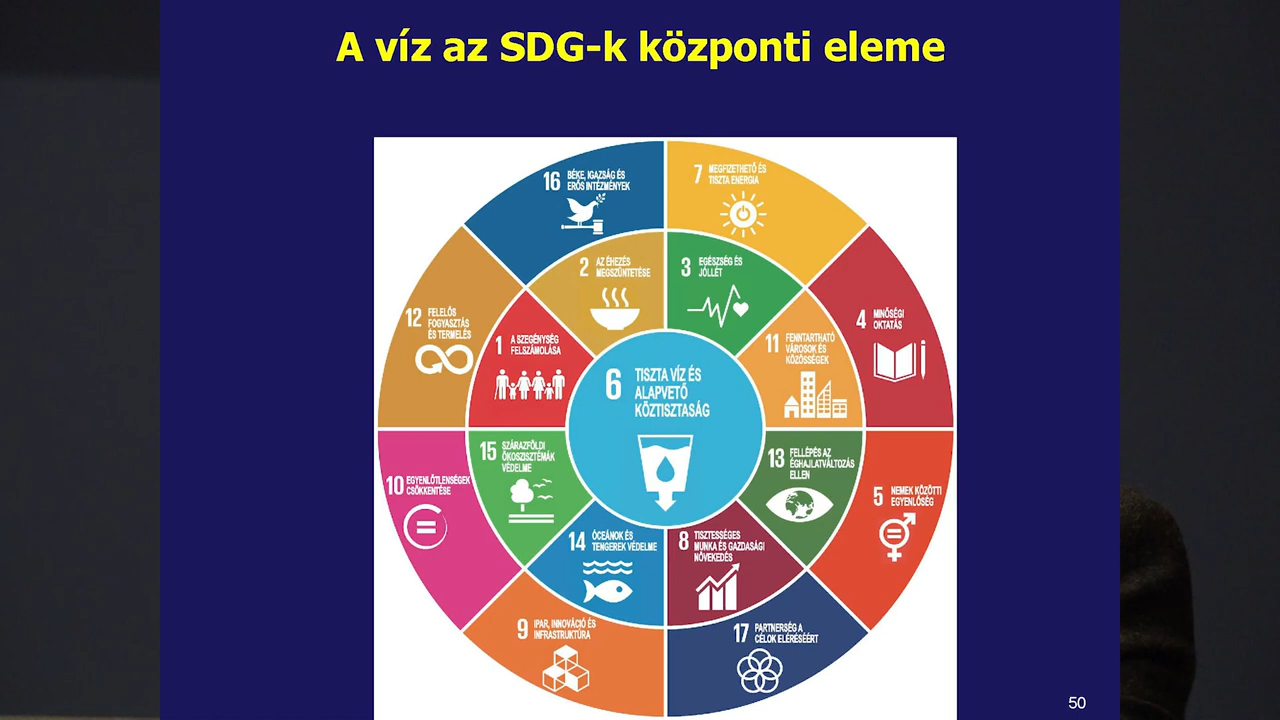 A víz az SDG-k központi eleme
16 BÉKE, IGAZSÁG ÉS
ERŐS INTÉZMÉNYEK
7 MEGFIZETHETŐ ÉS
TISZTA ENERGIA
2 AZ ÉHEZÉS
MEGSZÜNTETÉSE
3 EGÉSZSÉG ÉS
JÓLLÉT
12 FELELŐS
FOGYASZTÁS
ÉS TERMELÉS
4 MINŐSÉGI
OKTATÁS
1 A SZEGÉNYSÉG
FELSZÁMOLÁSA
11 FENNTARTHATÓ
VÁROSOK ÉS
KÖZÖSSÉGEK
6 TISZTA VÍZ ÉS
ALAPVETŐ
KÖZTISZTASÁG
15 SZÁRAZFÖLDI
ÖKOSZISZTÉMÁK
VÉDELME
13 FELLÉPÉS AZ
ÉGHAJLATVÁLTOZÁS
ELLEN
10 EGYENLŐTLENSÉGEK
CSÖKKENTÉSE
5 NEMEK KÖZÖTTI
EGYENLŐSÉG
14 ÓCEÁNOK ÉS
TENGEREK VÉDELME
8 TISZTESSÉGES
MUNKA ÉS GAZDASÁGI
NÖVEKEDÉS
9 IPAR, INNOVÁCIÓ ÉS
INFRASTRUKTÚRA
17 PARTNERSÉG A
CÉLOK ELÉRÉSÉÉRT
50